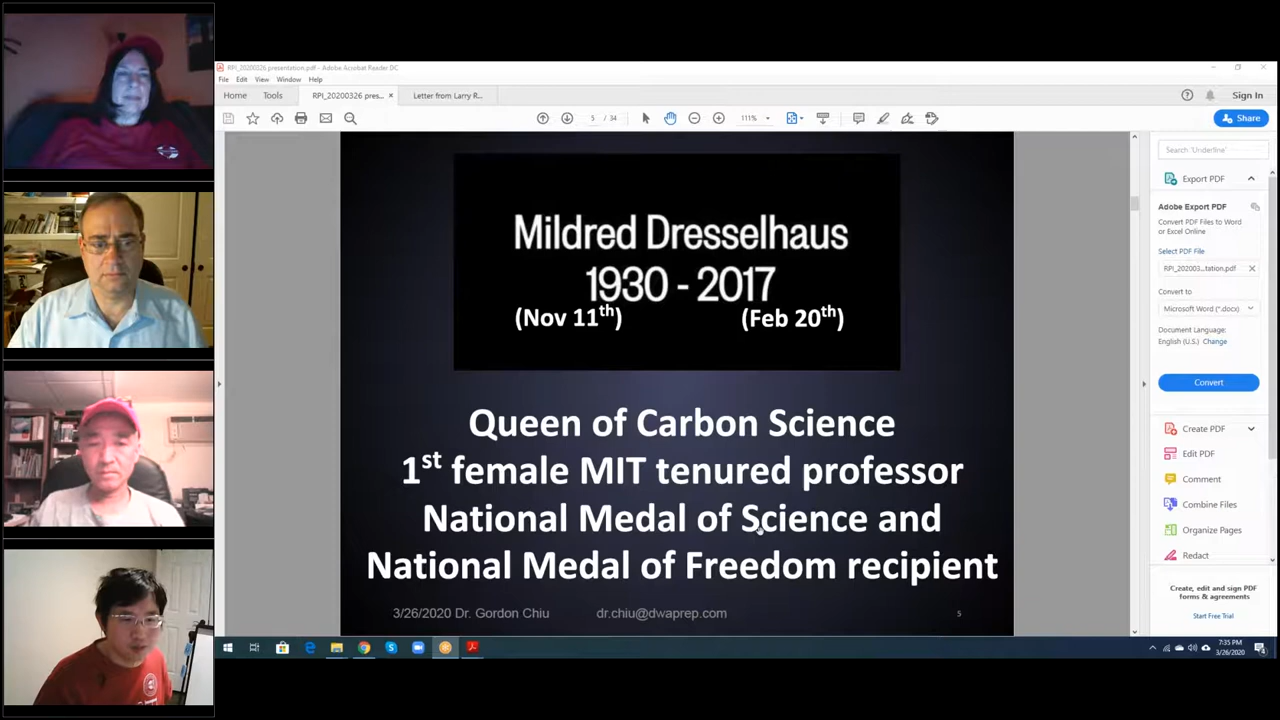 RPI_20200326 presentation.pdf - Adobe Acrobat Reader DC
File Edit View Window Help
Home Tools RPI_20200326 pres... × Letter from Larry R... Sign In
5 / 34 111% Share
Mildred Dresselhaus
1930 - 2017
(Nov 11th) (Feb 20th)
Queen of Carbon Science
1st female MIT tenured professor
National Medal of Science and
National Medal of Freedom recipient
3/26/2020 Dr. Gordon Chiu dr.chiu@dwaprep.com 5
Search 'Underline'
Export PDF
Adobe Export PDF
Convert PDF Files to Word
or Excel Online
Select PDF File
RPI_202003...tation.pdf ×
Convert to
Microsoft Word (*.docx)
Document Language:
English (U.S.) Change
Convert
Create PDF
Edit PDF
Comment
Combine Files
Organize Pages
Redact
Create, edit and sign PDF
forms & agreements
Start Free Trial
7:35 PM
3/26/2020